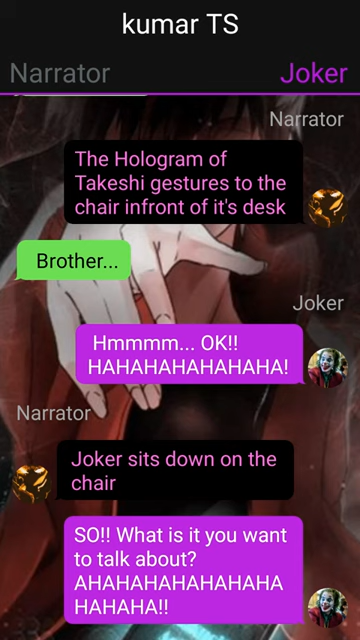 kumar TS
Narrator
Joker
Narrator
The Hologram of
Takeshi gestures to the
chair infront of it's desk
Brother...
Joker
Hmmmm... OK!!
HAHAHAHAHAHAHA!
Narrator
Joker sits down on the
chair
SO!! What is it you want
to talk about?
AHAHAHAHAHAHAHA
HAHAHA!!